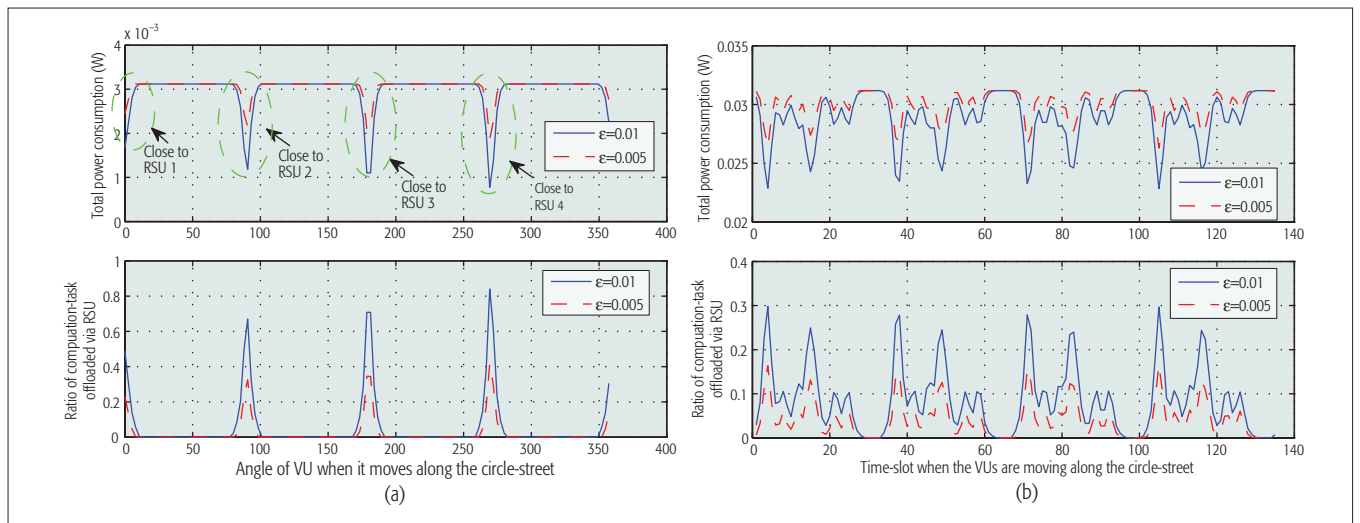 x 10⁻³
4
3
2
1
0
Total power consumption (W)
Close to
RSU 1
Close to
RSU 2
Close to
RSU 3
Close to
RSU 4
ε=0.01
ε=0.005
0 50 100 150 200 250 300 350 400
1
0.8
0.6
0.4
0.2
0
Ratio of compuation-task
offloaded via RSU
ε=0.01
ε=0.005
0 50 100 150 200 250 300 350 400
Angle of VU when it moves along the circle-street
(a)
0.035
0.03
0.025
0.02
Total power consumption (W)
ε=0.01
ε=0.005
0 20 40 60 80 100 120 140
0.4
0.3
0.2
0.1
0
Ratio of compuation-task
offloaded via RSU
ε=0.01
ε=0.005
0 20 40 60 80 100 120 140
Time-slot when the VUs are moving along the circle-street
(b)